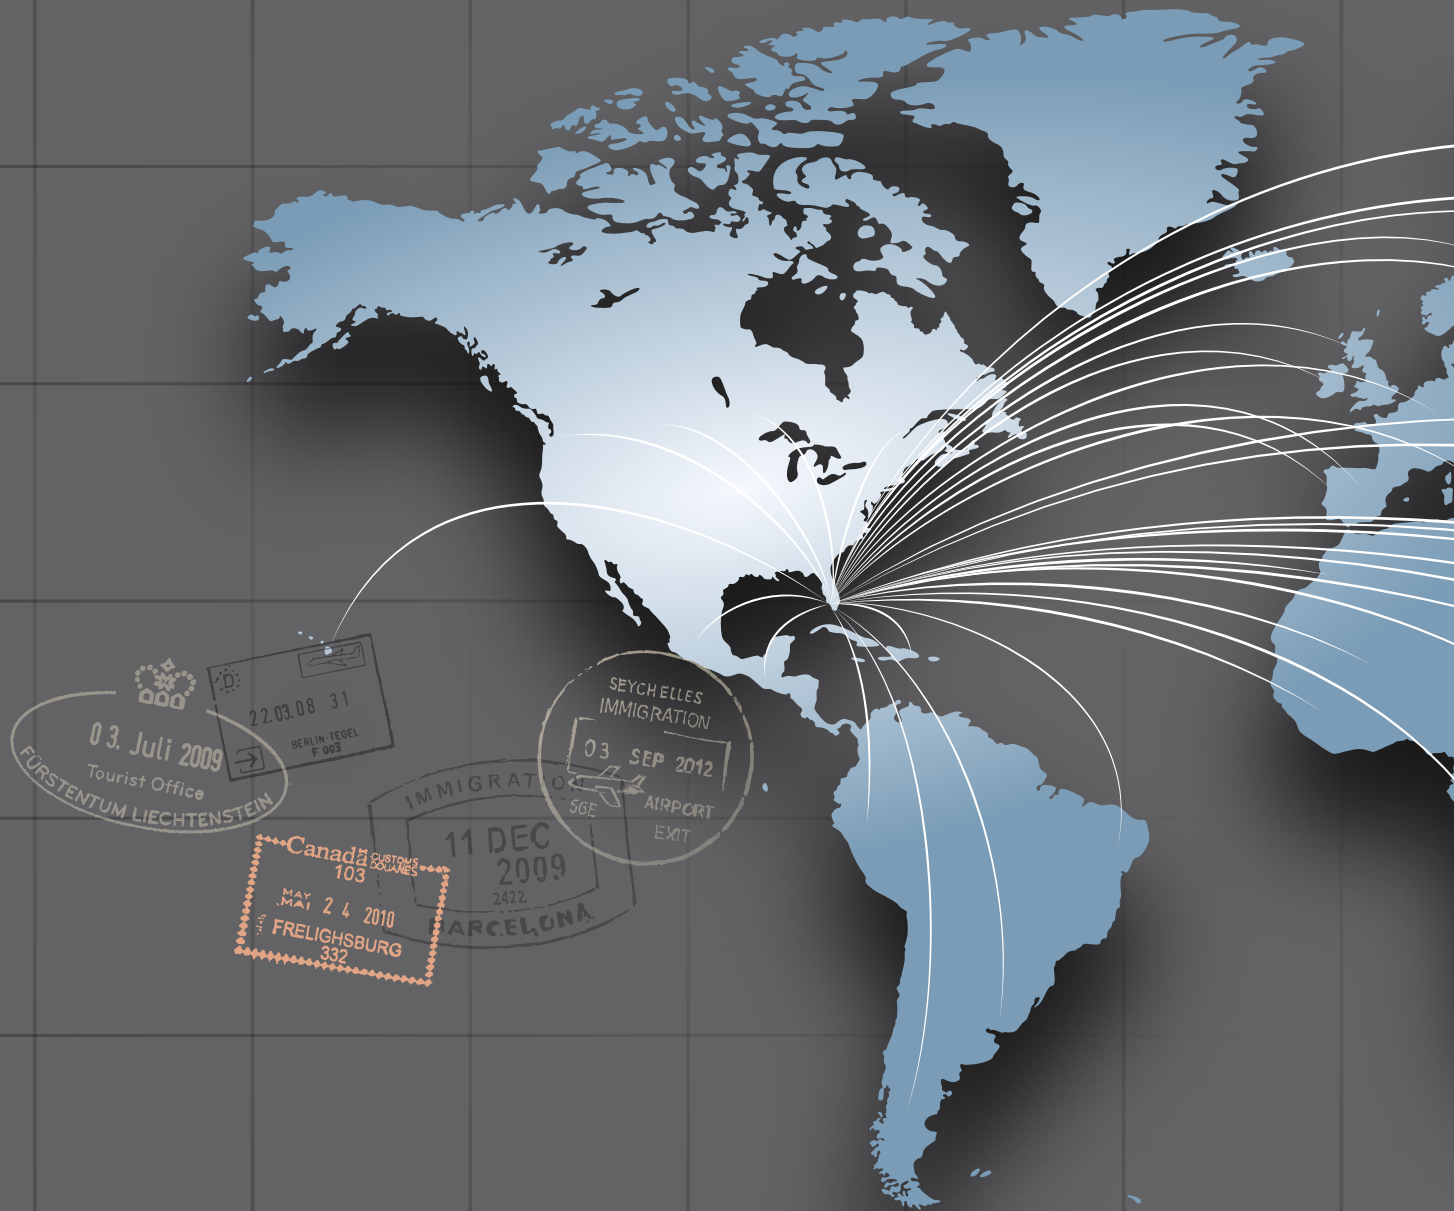 D
22.03.08 31
BERLIN-TEGEL
F 003
03. Juli 2009
Tourist Office
FÜRSTENTUM LIECHTENSTEIN
SEYCHELLES
IMMIGRATION
03 SEP 2012
56E
AIRPORT
EXIT
IMMIGRATION
11 DEC
2009
2422
BARCELONA
Canada
CUSTOMS
DOUANES
103
MAY
MAI
2 4 2010
FRELIGHSBURG
332